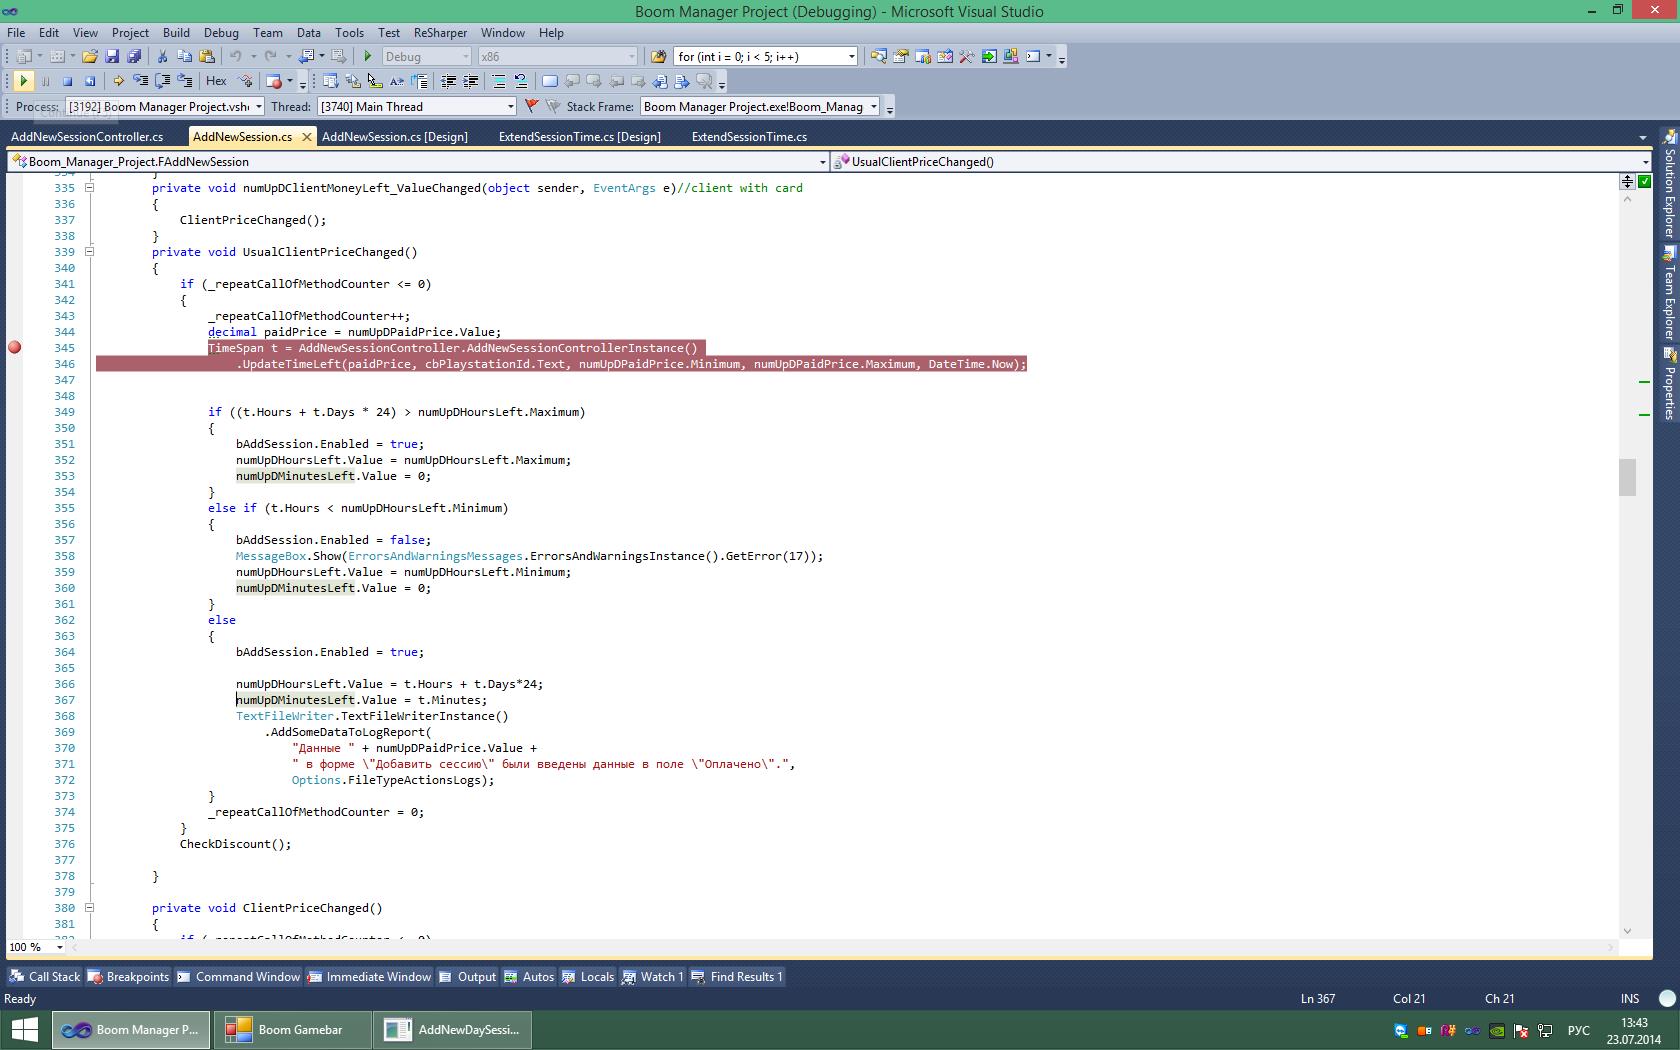 Boom Manager Project (Debugging) - Microsoft Visual Studio
File Edit View Project Build Debug Team Data Tools Test ReSharper Window Help
Debug x86 for (int i = 0; i < 5; i++)
Hex
Process: [3192] Boom Manager Project.vsh Thread: [3740] Main Thread Stack Frame: Boom Manager Project.exe!Boom_Manag
AddNewSessionController.cs AddNewSession.cs AddNewSession.cs [Design] ExtendSessionTime.cs [Design] ExtendSessionTime.cs
Boom_Manager_Project.FAddNewSession UsualClientPriceChanged()
334 }
335 private void numUpDClientMoneyLeft_ValueChanged(object sender, EventArgs e)//client with card
336 {
337 ClientPriceChanged();
338 }
339 private void UsualClientPriceChanged()
340 {
341 if (_repeatCallOfMethodCounter <= 0)
342 {
343 _repeatCallOfMethodCounter++;
344 decimal paidPrice = numUpDPaidPrice.Value;
345 TimeSpan t = AddNewSessionController.AddNewSessionControllerInstance()
346 .UpdateTimeLeft(paidPrice, cbPlaystationId.Text, numUpDPaidPrice.Minimum, numUpDPaidPrice.Maximum, DateTime.Now);
347
348
349 if ((t.Hours + t.Days * 24) > numUpDHoursLeft.Maximum)
350 {
351 bAddSession.Enabled = true;
352 numUpDHoursLeft.Value = numUpDHoursLeft.Maximum;
353 numUpDMinutesLeft.Value = 0;
354 }
355 else if (t.Hours < numUpDHoursLeft.Minimum)
356 {
357 bAddSession.Enabled = false;
358 MessageBox.Show(ErrorsAndWarningsMessages.ErrorsAndWarningsInstance().GetError(17));
359 numUpDHoursLeft.Value = numUpDHoursLeft.Minimum;
360 numUpDMinutesLeft.Value = 0;
361 }
362 else
363 {
364 bAddSession.Enabled = true;
365
366 numUpDHoursLeft.Value = t.Hours + t.Days*24;
367 numUpDMinutesLeft.Value = t.Minutes;
368 TextFileWriter.TextFileWriterInstance()
369 .AddSomeDataToLogReport(
370 "Данные " + numUpDPaidPrice.Value +
371 " в форме \"Добавить сессию\" были введены данные в поле \"Оплачено\".",
372 Options.FileTypeActionsLogs);
373 }
374 _repeatCallOfMethodCounter = 0;
375 }
376 CheckDiscount();
377
378 }
379
380 private void ClientPriceChanged()
381 {
382 if (_repeatCallOfMethodCounter <= 0)
100 %
Call Stack Breakpoints Command Window Immediate Window Output Autos Locals Watch 1 Find Results 1
Ready Ln 367 Col 21 Ch 21 INS
Boom Manager P... Boom Gamebar AddNewDaySessi... РУС 13:43
23.07.2014
Solution Explorer
Team Explorer
Properties